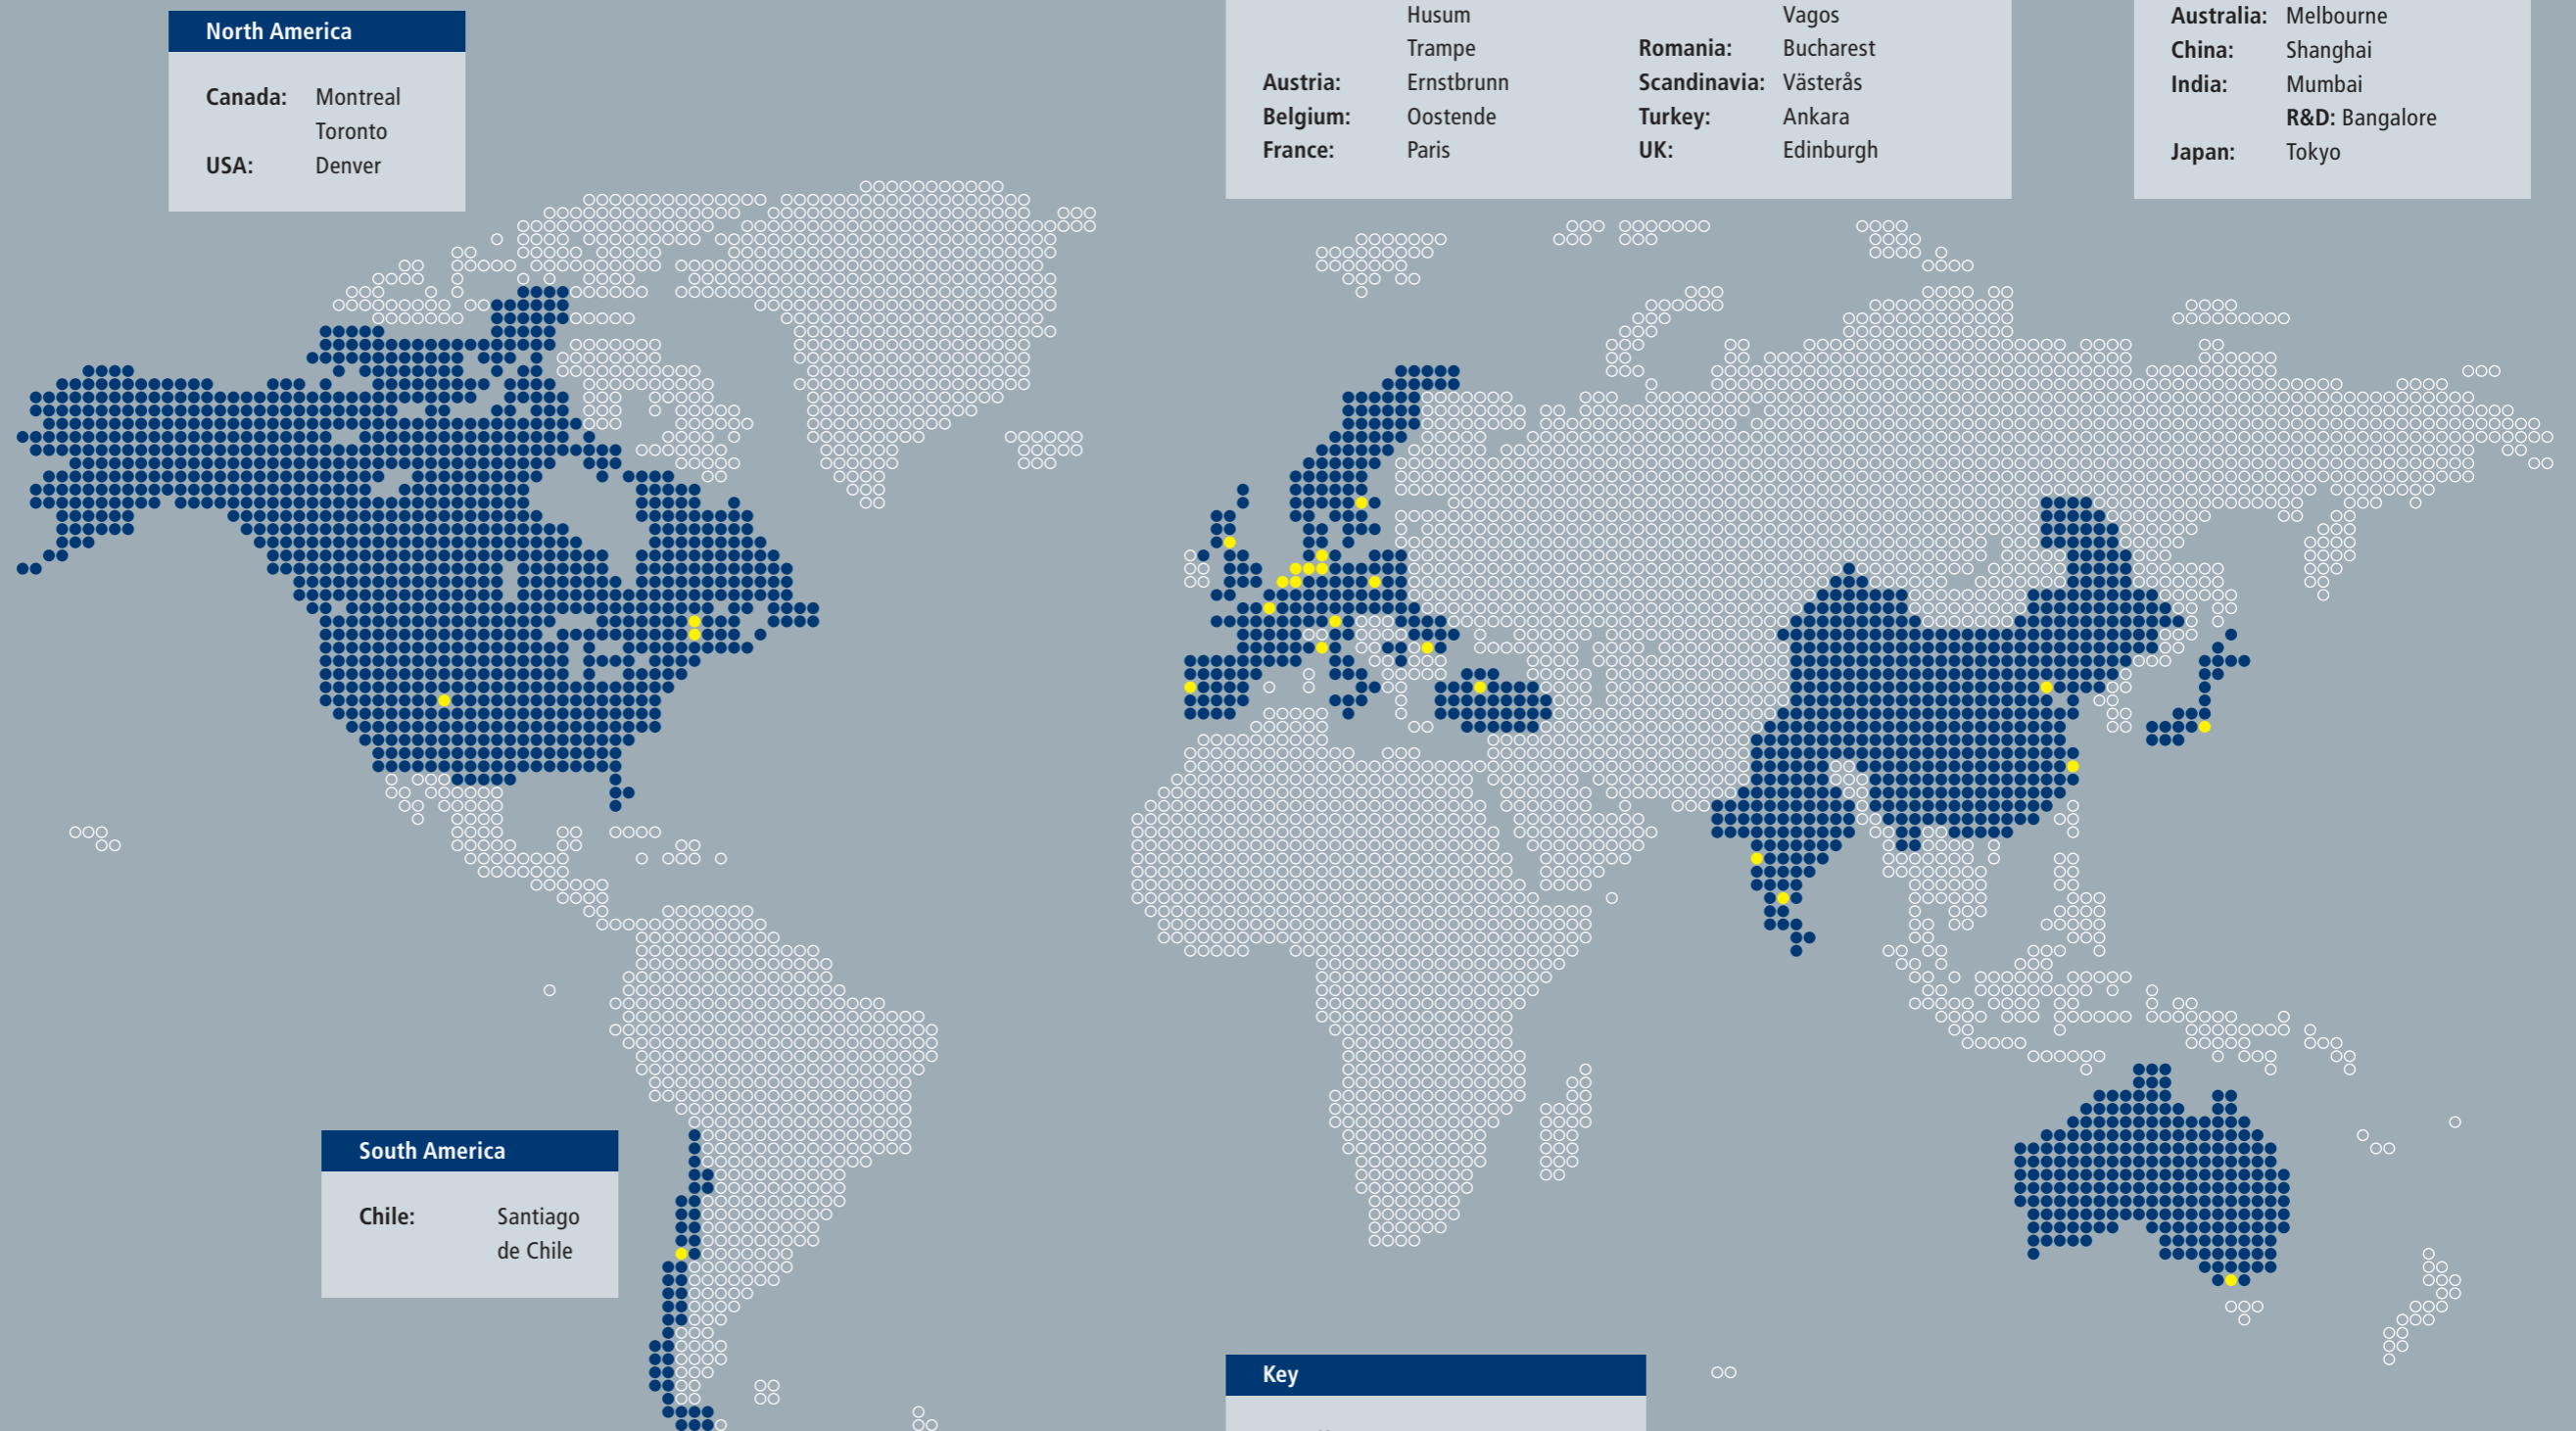 North America
Canada: Montreal
Toronto
USA: Denver
Husum
Trampe
Austria: Ernstbrunn
Belgium: Oostende
France: Paris
Vagos
Romania: Bucharest
Scandinavia: Västerås
Turkey: Ankara
UK: Edinburgh
Australia: Melbourne
China: Shanghai
India: Mumbai
R&D: Bangalore
Japan: Tokyo
South America
Chile: Santiago
de Chile
Key